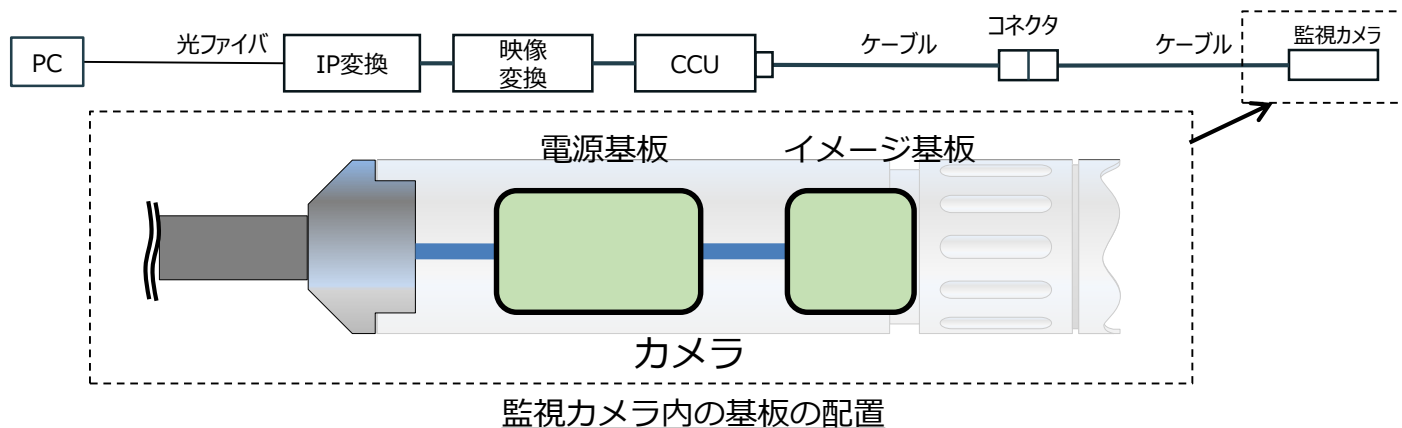 PC
光ファイバ
IP変換
映像
変換
CCU
ケーブル
コネクタ
ケーブル
監視カメラ
電源基板
イメージ基板
カメラ
監視カメラ内の基板の配置